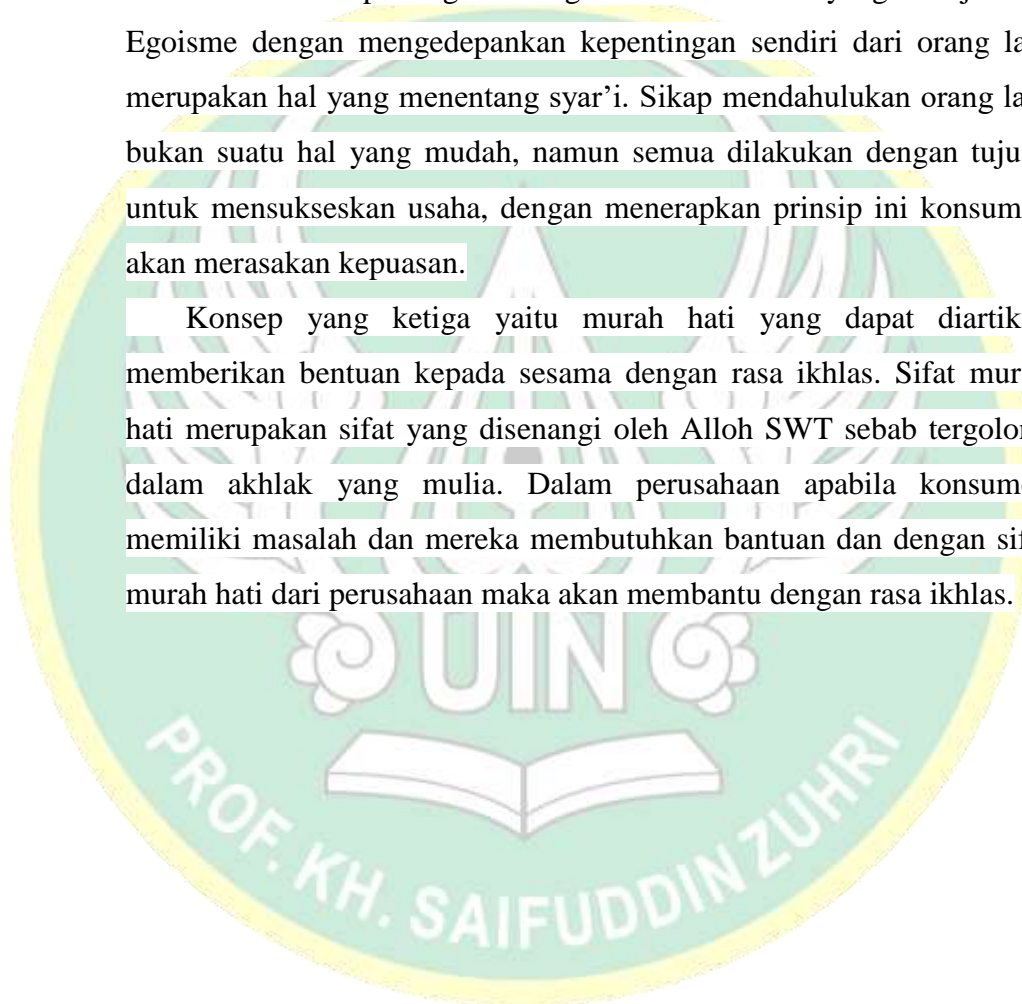 Egoisme dengan mengedepankan kepentingan sendiri dari orang la
merupakan hal yang menentang syar’i. Sikap mendahulukan orang la
bukan suatu hal yang mudah, namun semua dilakukan dengan tuju
untuk mensukseskan usaha, dengan menerapkan prinsip ini konsum
akan merasakan kepuasan.
Konsep yang ketiga yaitu murah hati yang dapat diartik
memberikan bentuan kepada sesama dengan rasa ikhlas. Sifat mur
hati merupakan sifat yang disenangi oleh Alloh SWT sebab tergolon
dalam akhlak yang mulia. Dalam perusahaan apabila konsume
memiliki masalah dan mereka membutuhkan bantuan dan dengan sif
murah hati dari perusahaan maka akan membantu dengan rasa ikhlas.
UIN
PROF. KH. SAIFUDDIN ZUHRI